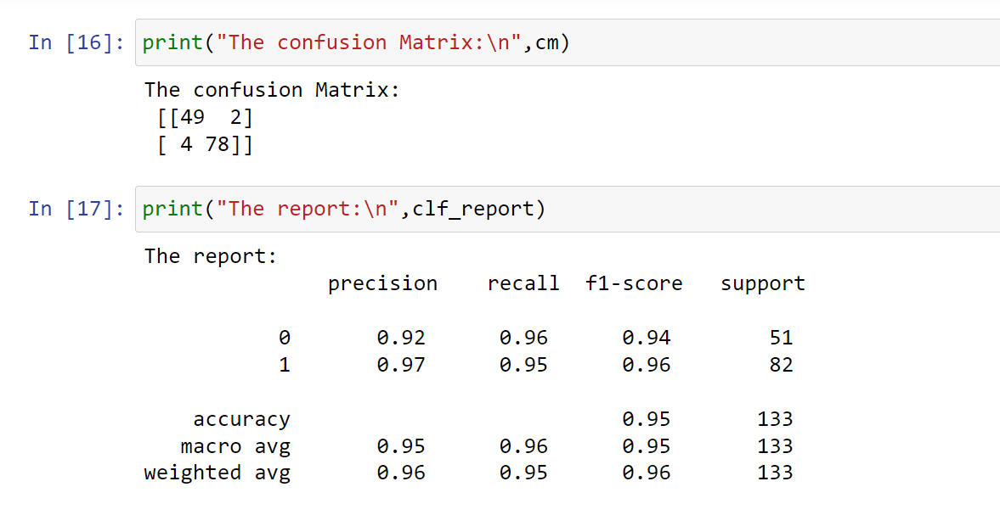 In [16]: print("The confusion Matrix:\n",cm)
The confusion Matrix:
[[49  2]
[ 4 78]]
In [17]: print("The report:\n",clf_report)
The report:
precision recall f1-score support
0 0.92 0.96 0.94 51
1 0.97 0.95 0.96 82
accuracy 0.95 133
macro avg 0.95 0.96 0.95 133
weighted avg 0.96 0.95 0.96 133